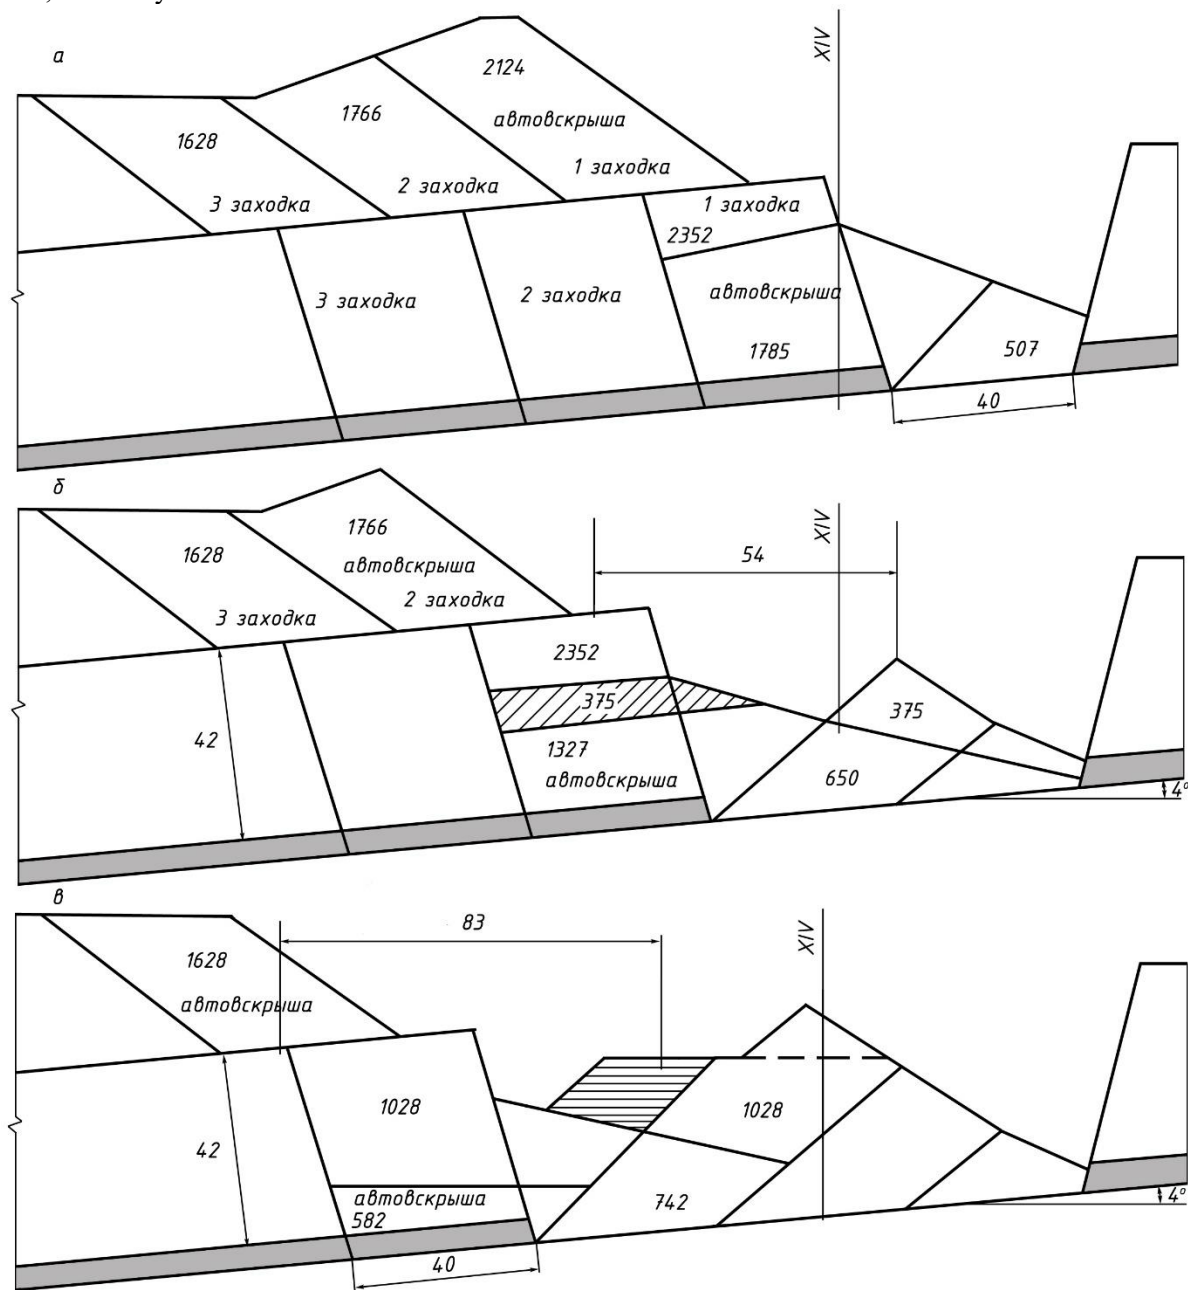 а
2124
автовскрыша
1 заходка
1766
2 заходка
1628
3 заходка
XIV
1 заходка
2352
автовскрыша
1785
2 заходка
3 заходка
507
40
б
1628
3 заходка
1766
автовскрыша
2 заходка
54
XIV
2352
375
1327
автовскрыша
42
375
650
4°
в
83
XIV
1628
автовскрыша
1028
42
автовскрыша
582
1028
742
40
4°